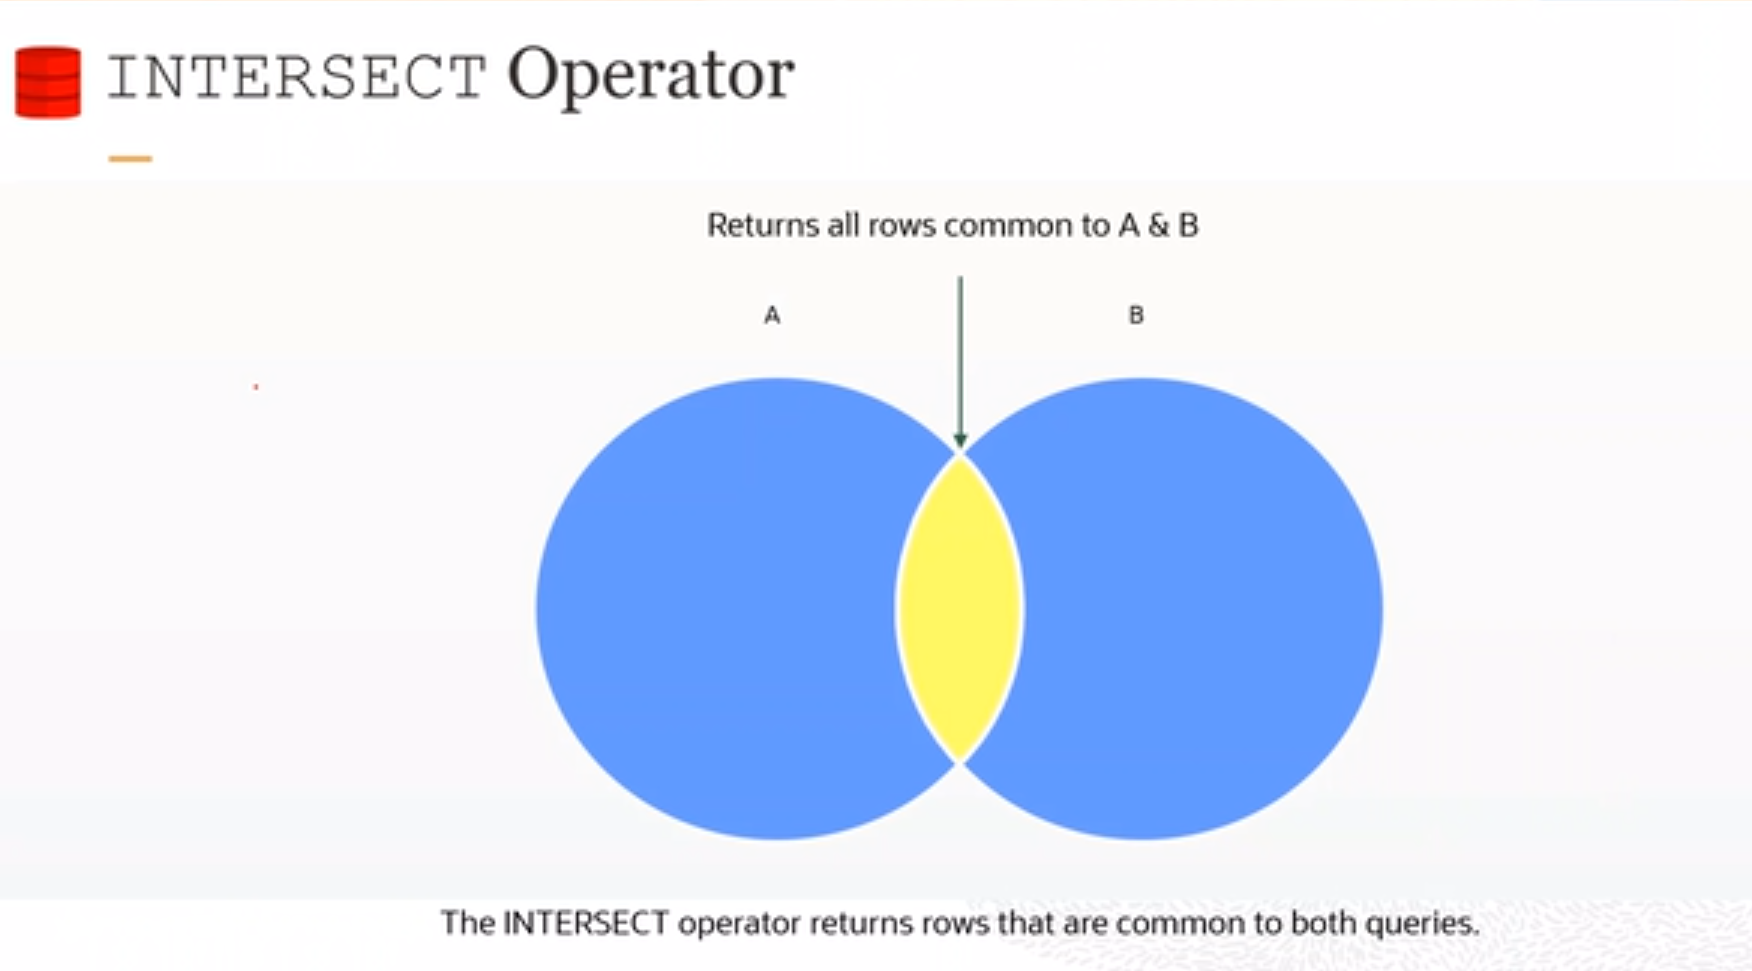 INTERSECT Operator
Returns all rows common to A & B
A
B
The INTERSECT operator returns rows that are common to both queries.